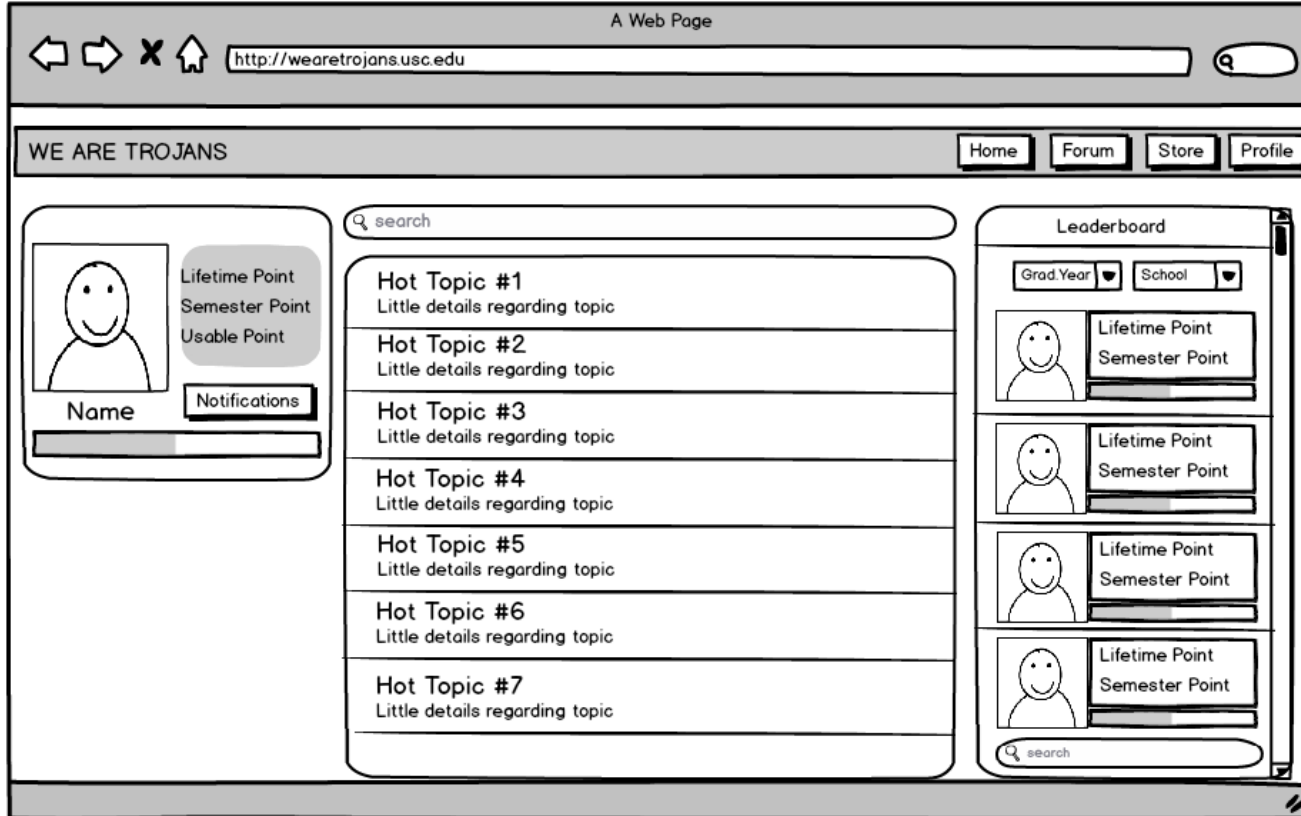 A Web Page
http://wearetrojans.usc.edu
WE ARE TROJANS
Home
Forum
Store
Profile
Lifetime Point
Semester Point
Usable Point
Name
Notifications
search
Hot Topic #1
Little details regarding topic
Hot Topic #2
Little details regarding topic
Hot Topic #3
Little details regarding topic
Hot Topic #4
Little details regarding topic
Hot Topic #5
Little details regarding topic
Hot Topic #6
Little details regarding topic
Hot Topic #7
Little details regarding topic
Leaderboard
Grad.Year
School
Lifetime Point
Semester Point
Lifetime Point
Semester Point
Lifetime Point
Semester Point
Lifetime Point
Semester Point
search